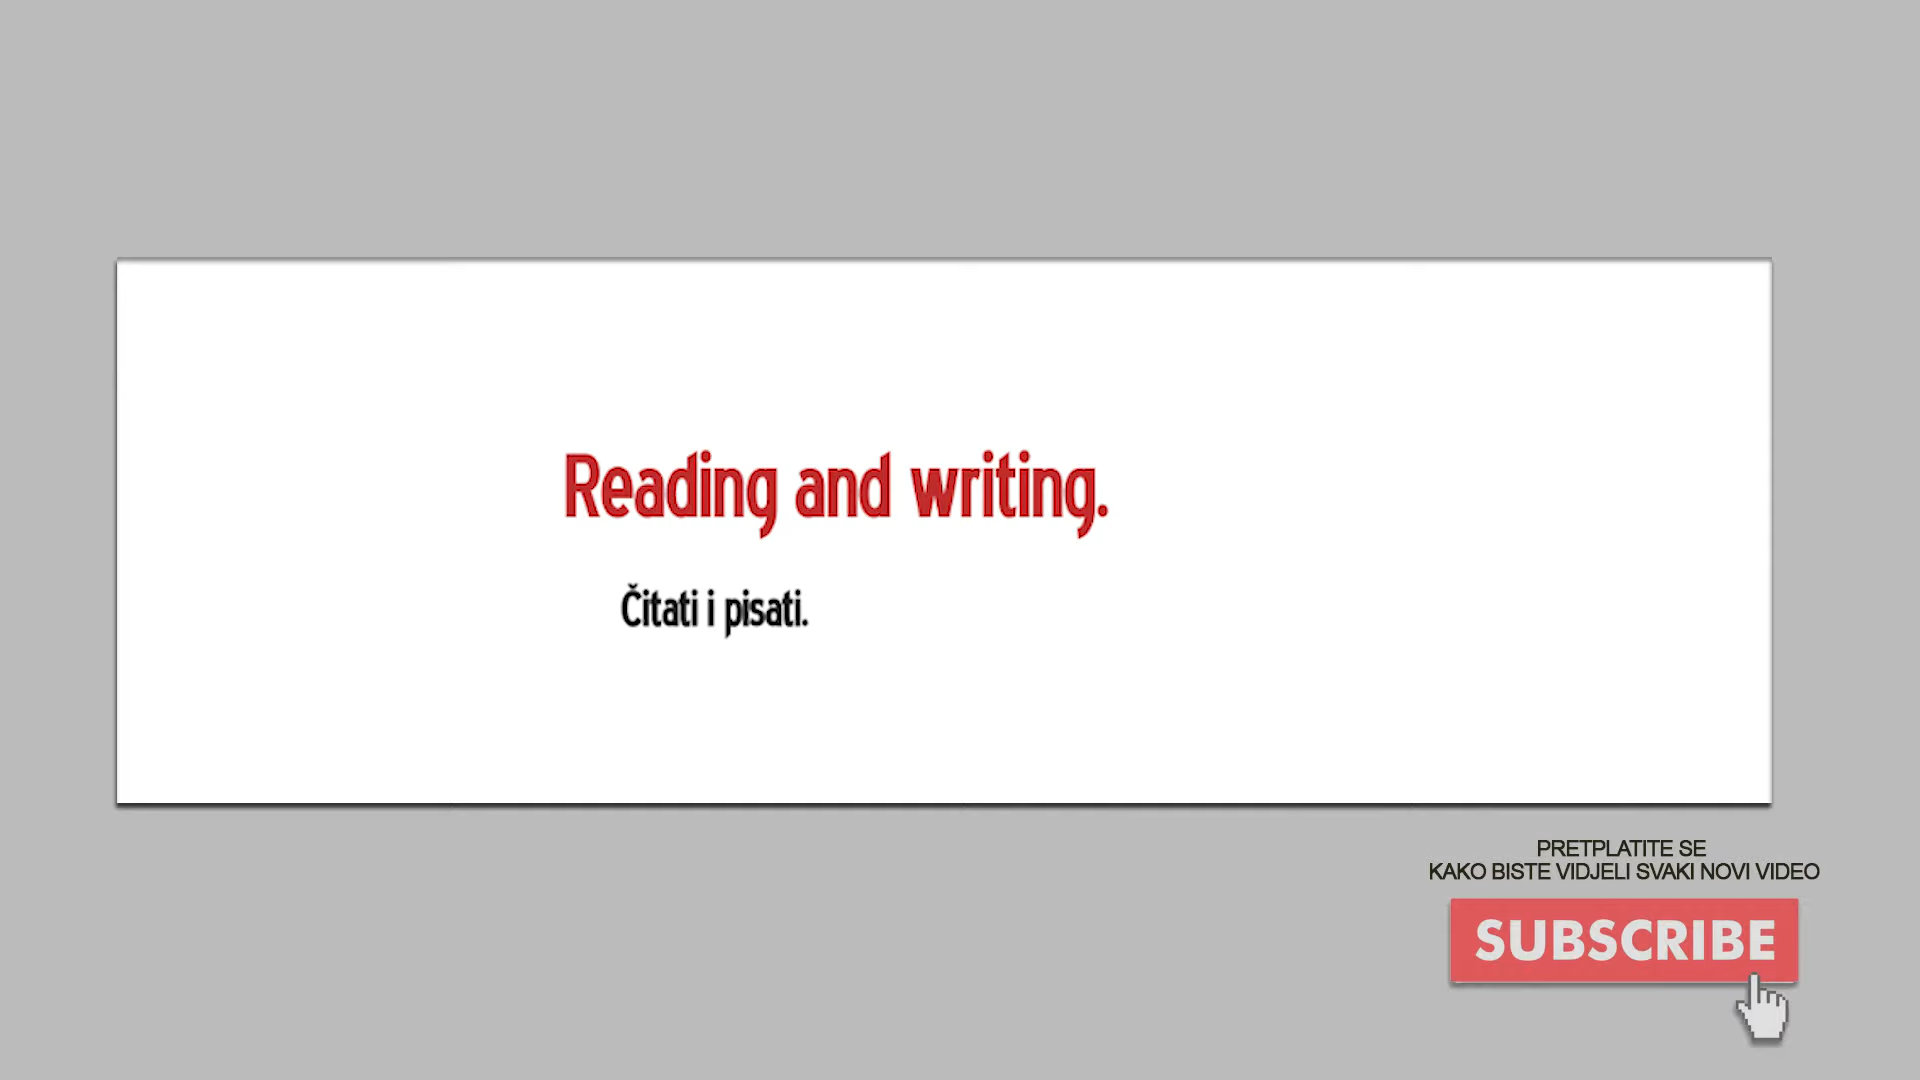 Reading and writing.
Čitati i pisati.
PRETPLATITE SE
KAKO BISTE VIDJELI SVAKI NOVI VIDEO
SUBSCRIBE